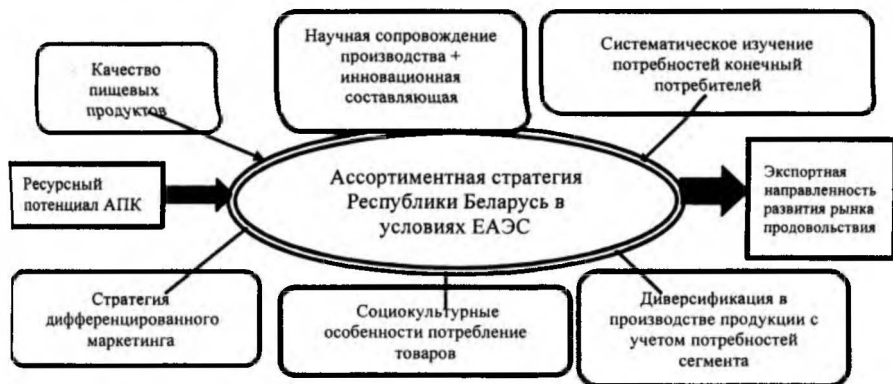 Качество
пищевых
продуктов
Научная сопровождение
производства +
инновационная
составляющая
Систематическое изучение
потребностей конечный
потребителей
Ресурсный
потенциал АПК
Ассортиментная стратегия
Республики Беларусь в
условиях ЕАЭС
Экспортная
направленность
развития рынка
продовольствия
Стратегия
дифференцированного
маркетинга
Социокультурные
особенности потребление
товаров
Диверсификация в
производстве продукции с
учетом потребностей
сегмента